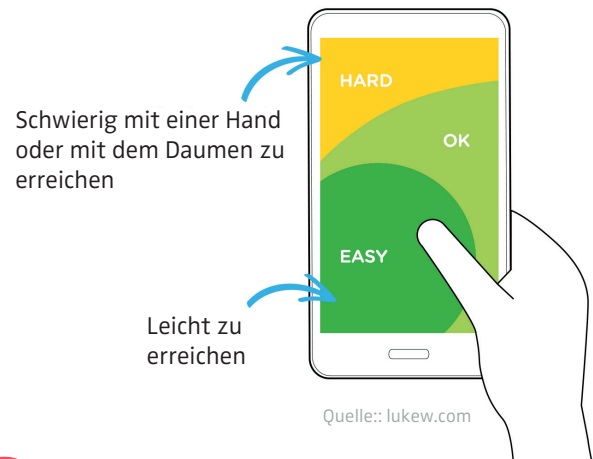 HARD
Schwierig mit einer Hand
oder mit dem Daumen zu
erreichen
OK
EASY
Leicht zu
erreichen
Quelle:: lukew.com